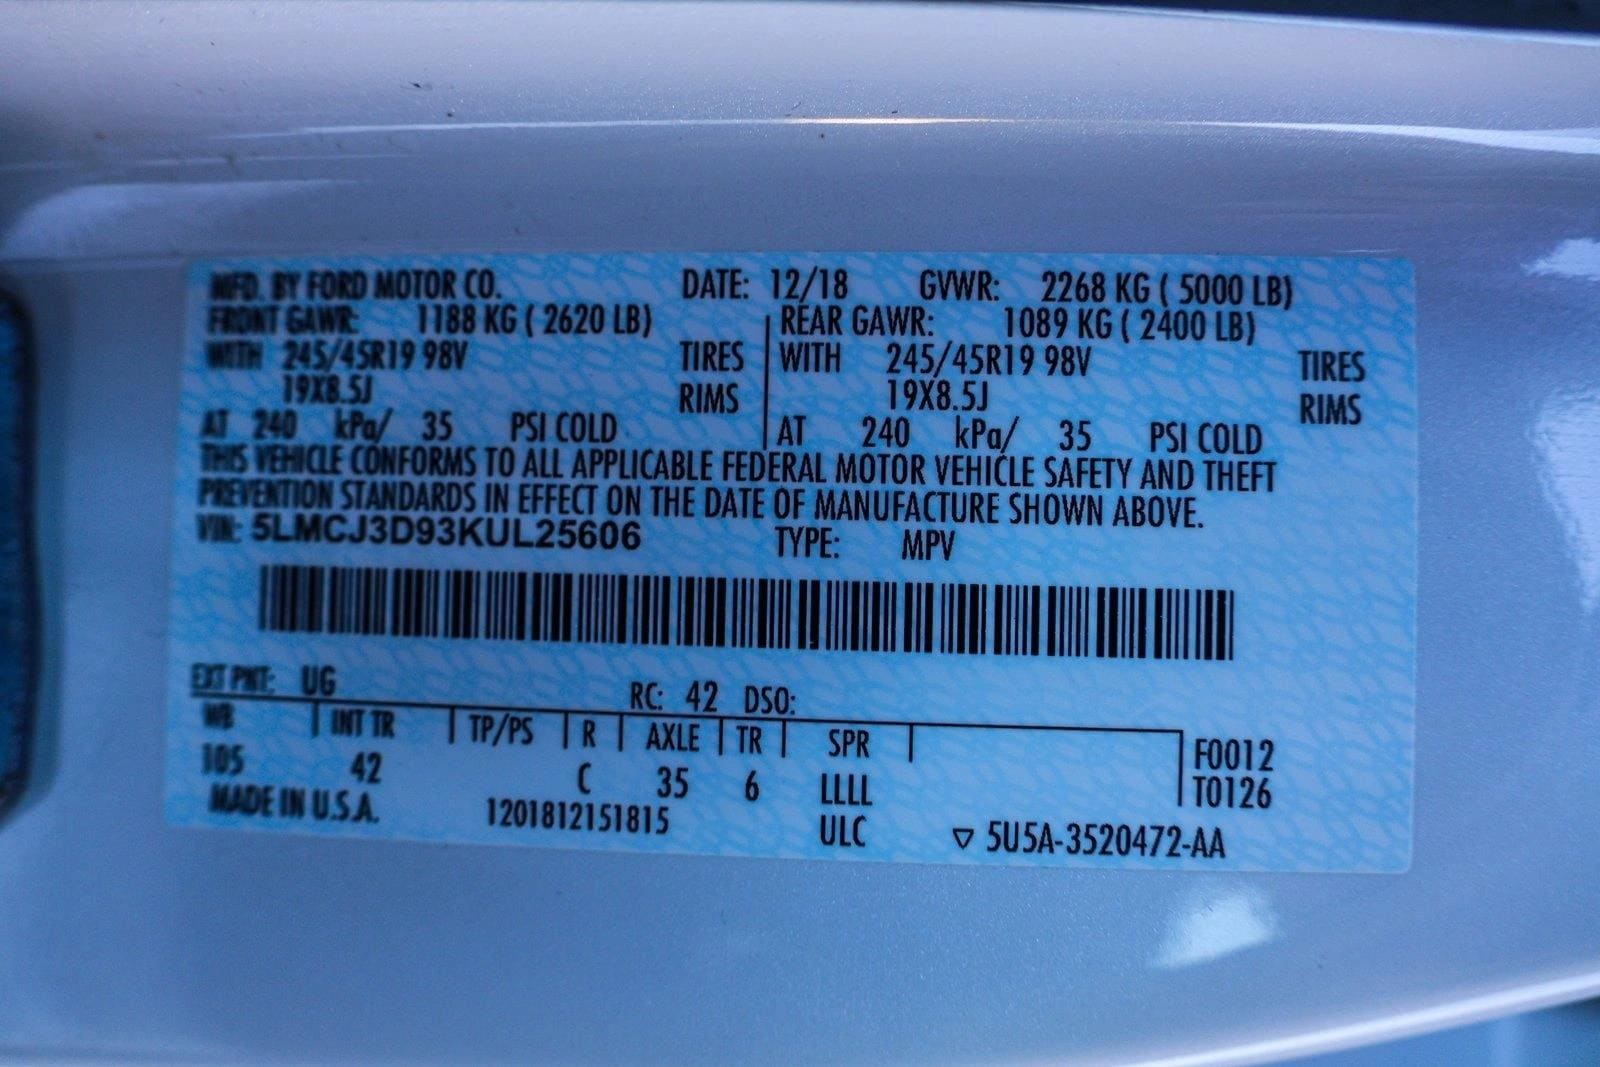 MFD. BY FORD MOTOR CO. DATE: 12/18 GVWR: 2268 KG ( 5000 LB)
FRONT GAWR: 1188 KG ( 2620 LB) REAR GAWR: 1089 KG ( 2400 LB)
WITH 245/45R19 98V TIRES WITH 245/45R19 98V TIRES
19X8.5J RIMS 19X8.5J RIMS
AT 240 kPa/ 35 PSI COLD AT 240 kPa/ 35 PSI COLD
THIS VEHICLE CONFORMS TO ALL APPLICABLE FEDERAL MOTOR VEHICLE SAFETY AND THEFT
PREVENTION STANDARDS IN EFFECT ON THE DATE OF MANUFACTURE SHOWN ABOVE.
VIN: 5LMCJ3D93KUL25606 TYPE: MPV
EXT PNT: UG RC: 42 DSO:
WB INT TR TP/PS R AXLE TR SPR F0012
105 42 C 35 6 LLLL T0126
MADE IN U.S.A. 1201812151815 ULC ▽ 5U5A-3520472-AA